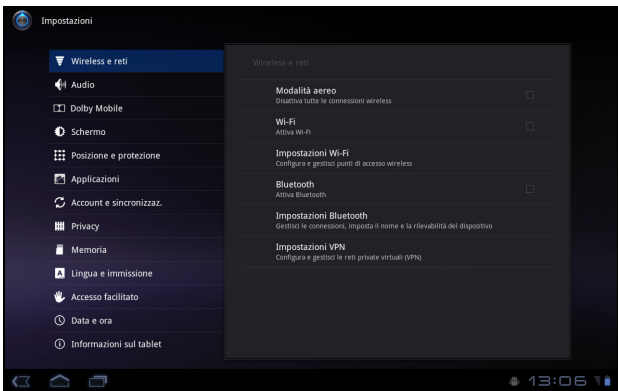 Impostazioni
Wireless e reti
Audio
Dolby Mobile
Schermo
Posizione e protezione
Applicazioni
Account e sincronizzaz.
Privacy
Memoria
Lingua e immissione
Accesso facilitato
Data e ora
Informazioni sul tablet
Wireless e reti
Modalità aereo
Disattiva tutte le connessioni wireless
Wi-Fi
Attiva Wi-Fi
Impostazioni Wi-Fi
Configura e gestisci punti di accesso wireless
Bluetooth
Attiva Bluetooth
Impostazioni Bluetooth
Gestisci le connessioni, imposta il nome e la rilevabilità del dispositivo
Impostazioni VPN
Configura e gestisci le reti private virtuali (VPN)
13:06